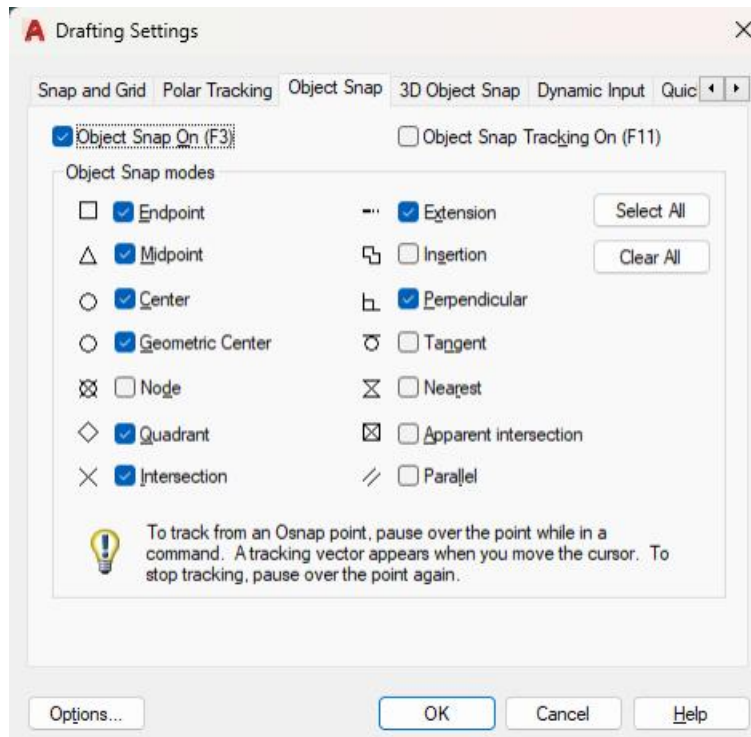 Drafting Settings
Snap and Grid Polar Tracking Object Snap 3D Object Snap Dynamic Input Quic
Object Snap On (F3) Object Snap Tracking On (F11)
Object Snap modes
Endpoint Extension Select All
Midpoint Insertion Clear All
Center Perpendicular
Geometric Center Tangent
Node Nearest
Quadrant Apparent intersection
Intersection Parallel
To track from an Osnap point, pause over the point while in a
command. A tracking vector appears when you move the cursor. To
stop tracking, pause over the point again.
Options... OK Cancel Help